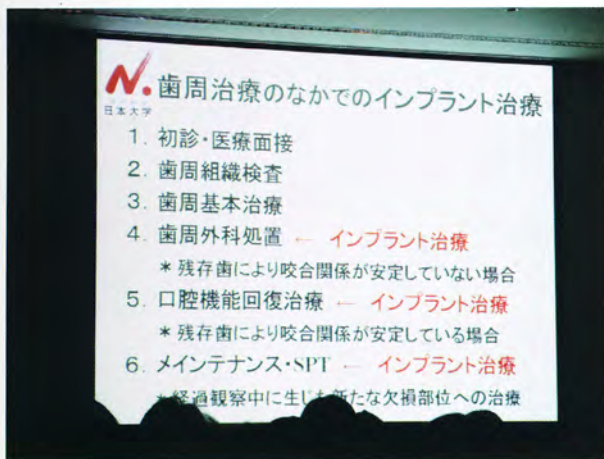 N.
日本大学
歯周治療のなかでのインプラント治療
1. 初診・医療面接
2. 歯周組織検査
3. 歯周基本治療
4. 歯周外科処置 ← インプラント治療
＊残存歯により咬合関係が安定していない場合
5. 口腔機能回復治療 ← インプラント治療
＊残存歯により咬合関係が安定している場合
6. メインテナンス・SPT ← インプラント治療
＊経過観察中に生じた新たな欠損部位への治療